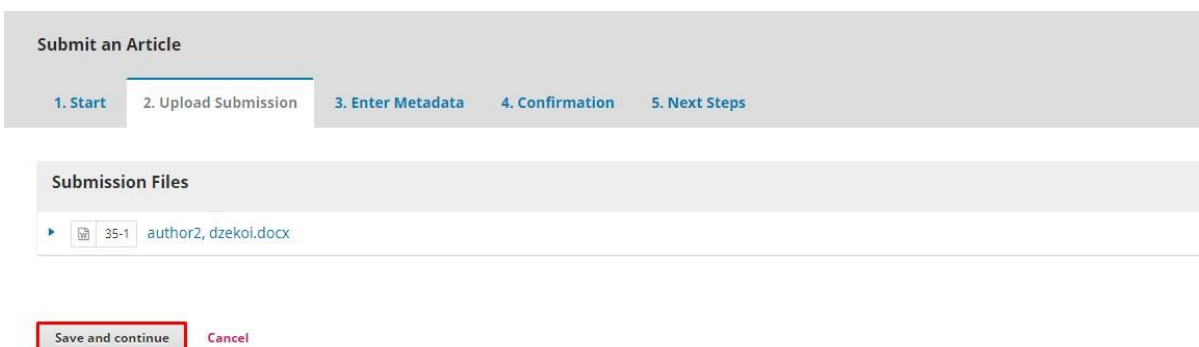 Submit an Article
1. Start 2. Upload Submission 3. Enter Metadata 4. Confirmation 5. Next Steps
Submission Files
35-1 author2, dzekoi.docx
Save and continue Cancel